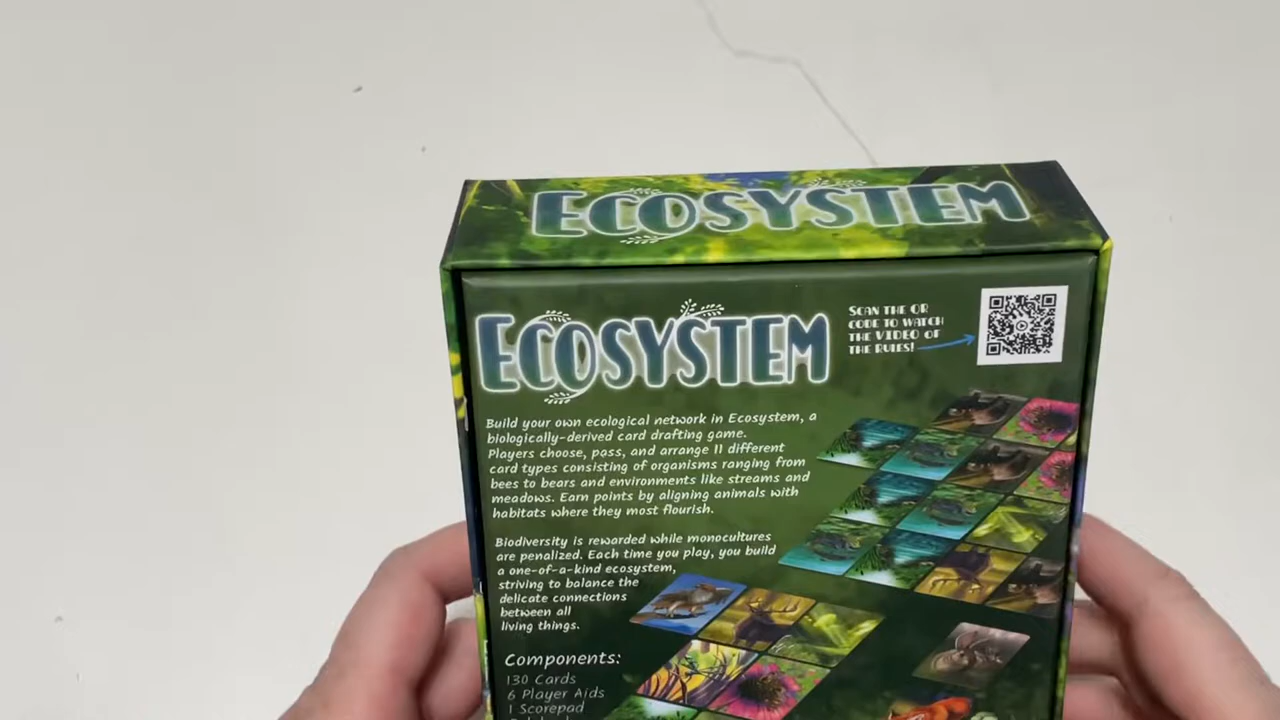 ECOSYSTEM
ECOSYSTEM
SCAN THE QR
CODE TO WATCH
THE VIDEO OF
THE RULES!
Build your own ecological network in Ecosystem, a
biologically-derived card drafting game.
Players choose, pass, and arrange 11 different
card types consisting of organisms ranging from
bees to bears and environments like streams and
meadows. Earn points by aligning animals with
habitats where they most flourish.
Biodiversity is rewarded while monocultures
are penalized. Each time you play, you build
a one-of-a-kind ecosystem,
striving to balance the
delicate connections
between all
living things.
Components:
130 Cards
6 Player Aids
1 Scorepad